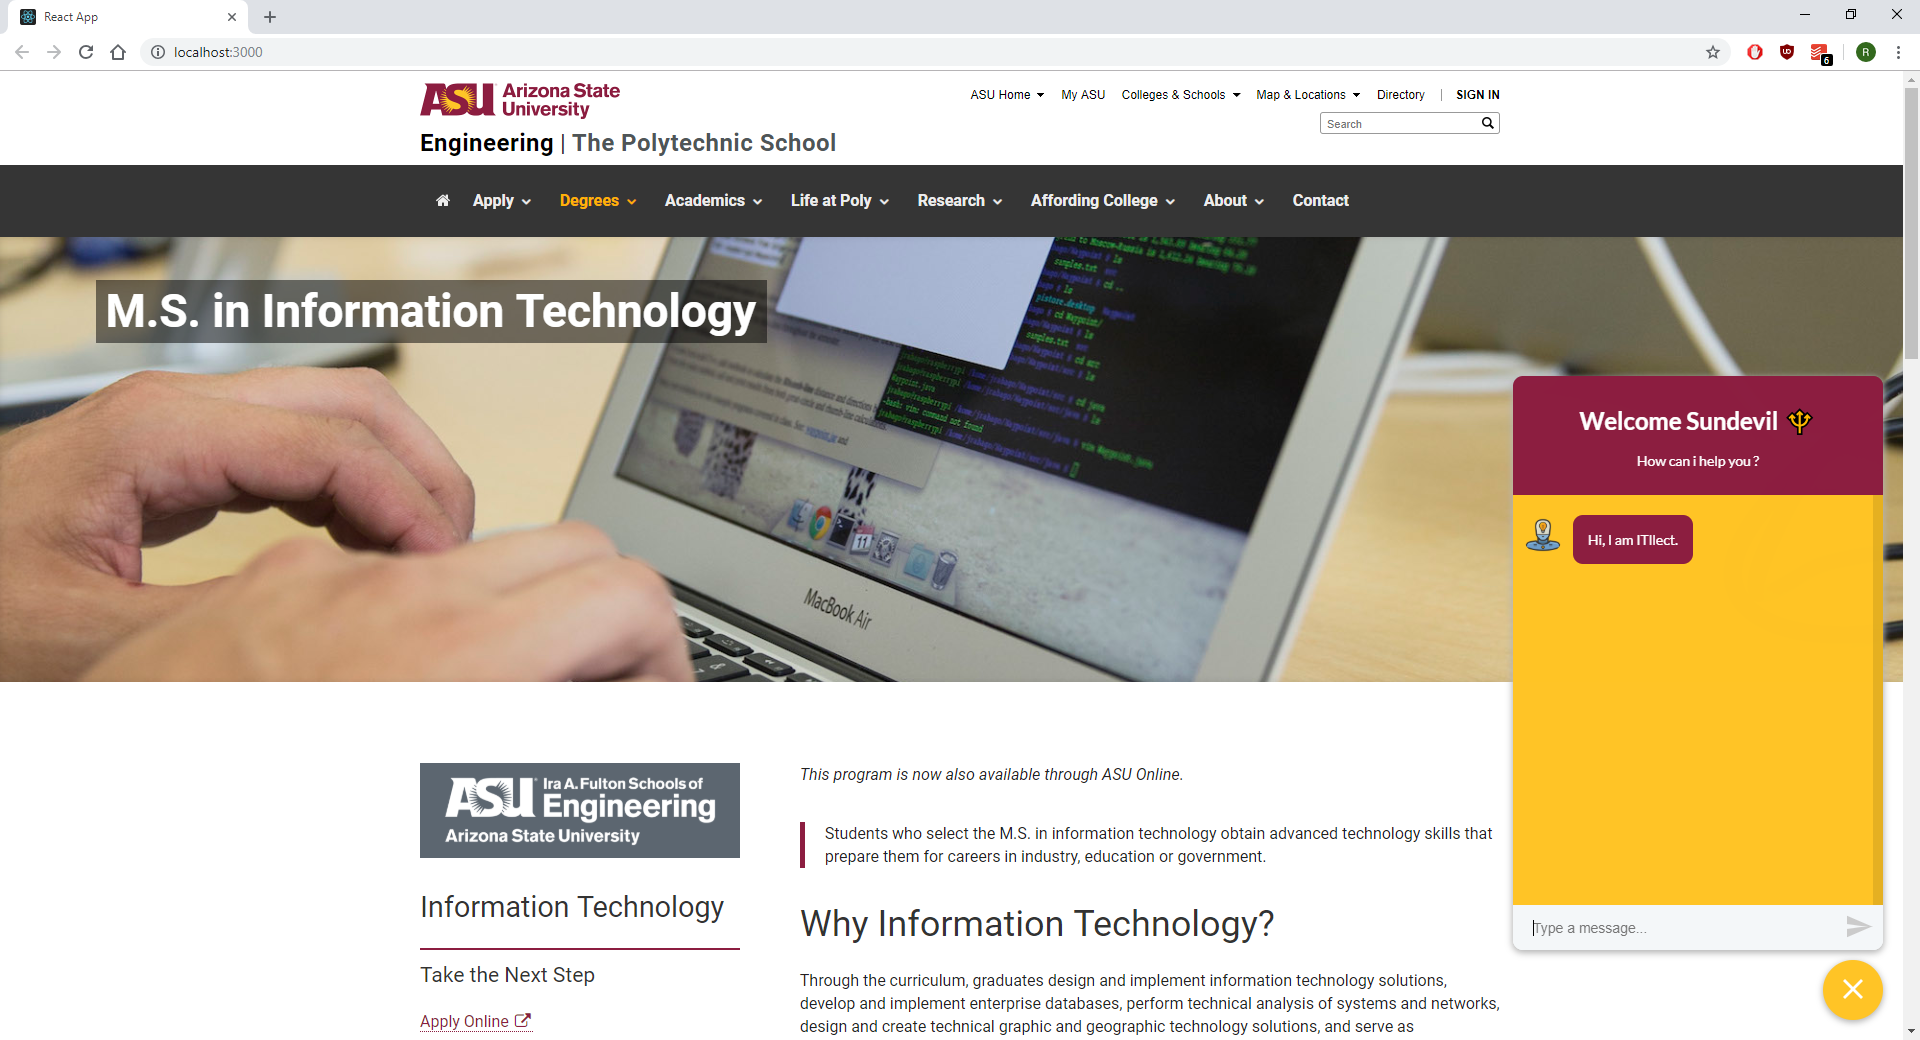 React App
localhost:3000
R
6
ASU Arizona State University
ASU Home My ASU Colleges & Schools Map & Locations Directory | SIGN IN
Search
Engineering | The Polytechnic School
Apply Degrees Academics Life at Poly Research Affording College About Contact
M.S. in Information Technology
MacBook Air
11
Welcome Sundevil
How can i help you ?
Hi, I am ITllect.
Type a message...
ASU Ira A. Fulton Schools of
Engineering
Arizona State University
Information Technology
Take the Next Step
Apply Online
This program is now also available through ASU Online.
Students who select the M.S. in information technology obtain advanced technology skills that
prepare them for careers in industry, education or government.
Why Information Technology?
Through the curriculum, graduates design and implement information technology solutions,
develop and implement enterprise databases, perform technical analysis of systems and networks,
design and create technical graphic and geographic technology solutions, and serve as